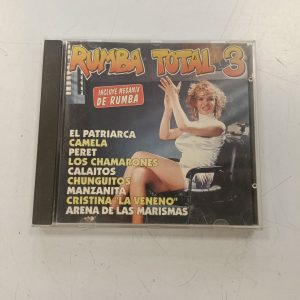 RUMBA TOTAL 3
INCLUYE MEGAMIX
DE RUMBA
EL PATRIARCA
CAMELA
PERET
LOS CHAMARONES
CALAITOS
CHUNGUITOS
MANZANITA
CRISTINA "LA VENENO"
ARENA DE LAS MARISMAS